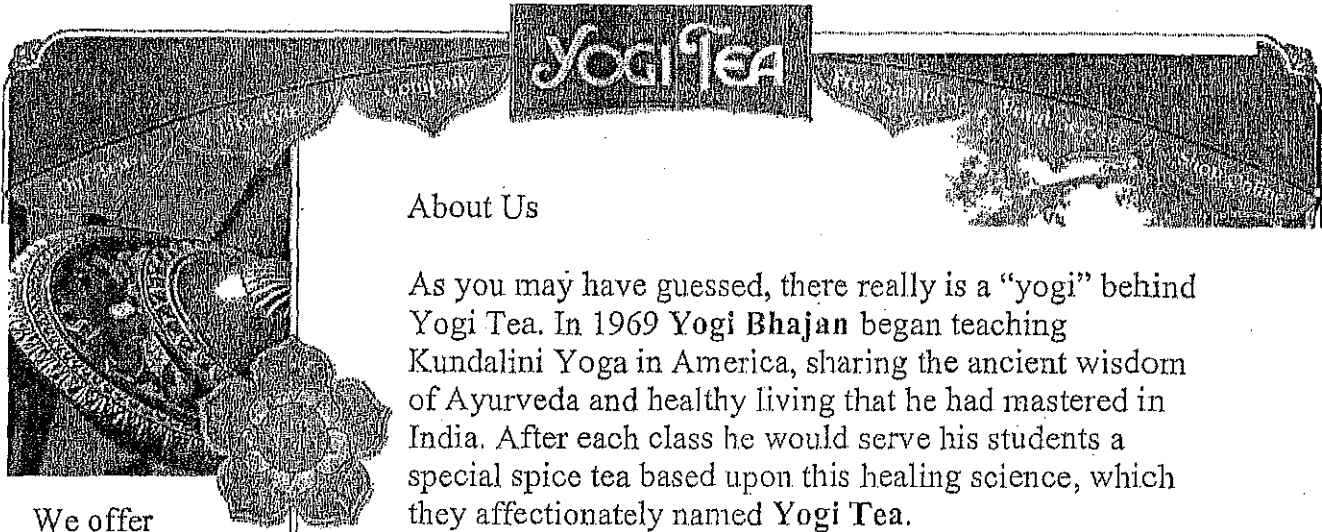 YOGI TEA
Company
About Us
As you may have guessed, there really is a “yogi” behind
Yogi Tea. In 1969 Yogi Bhajan began teaching
Kundalini Yoga in America, sharing the ancient wisdom
of Ayurveda and healthy living that he had mastered in
India. After each class he would serve his students a
special spice tea based upon this healing science, which
they affectionately named Yogi Tea.
We offer